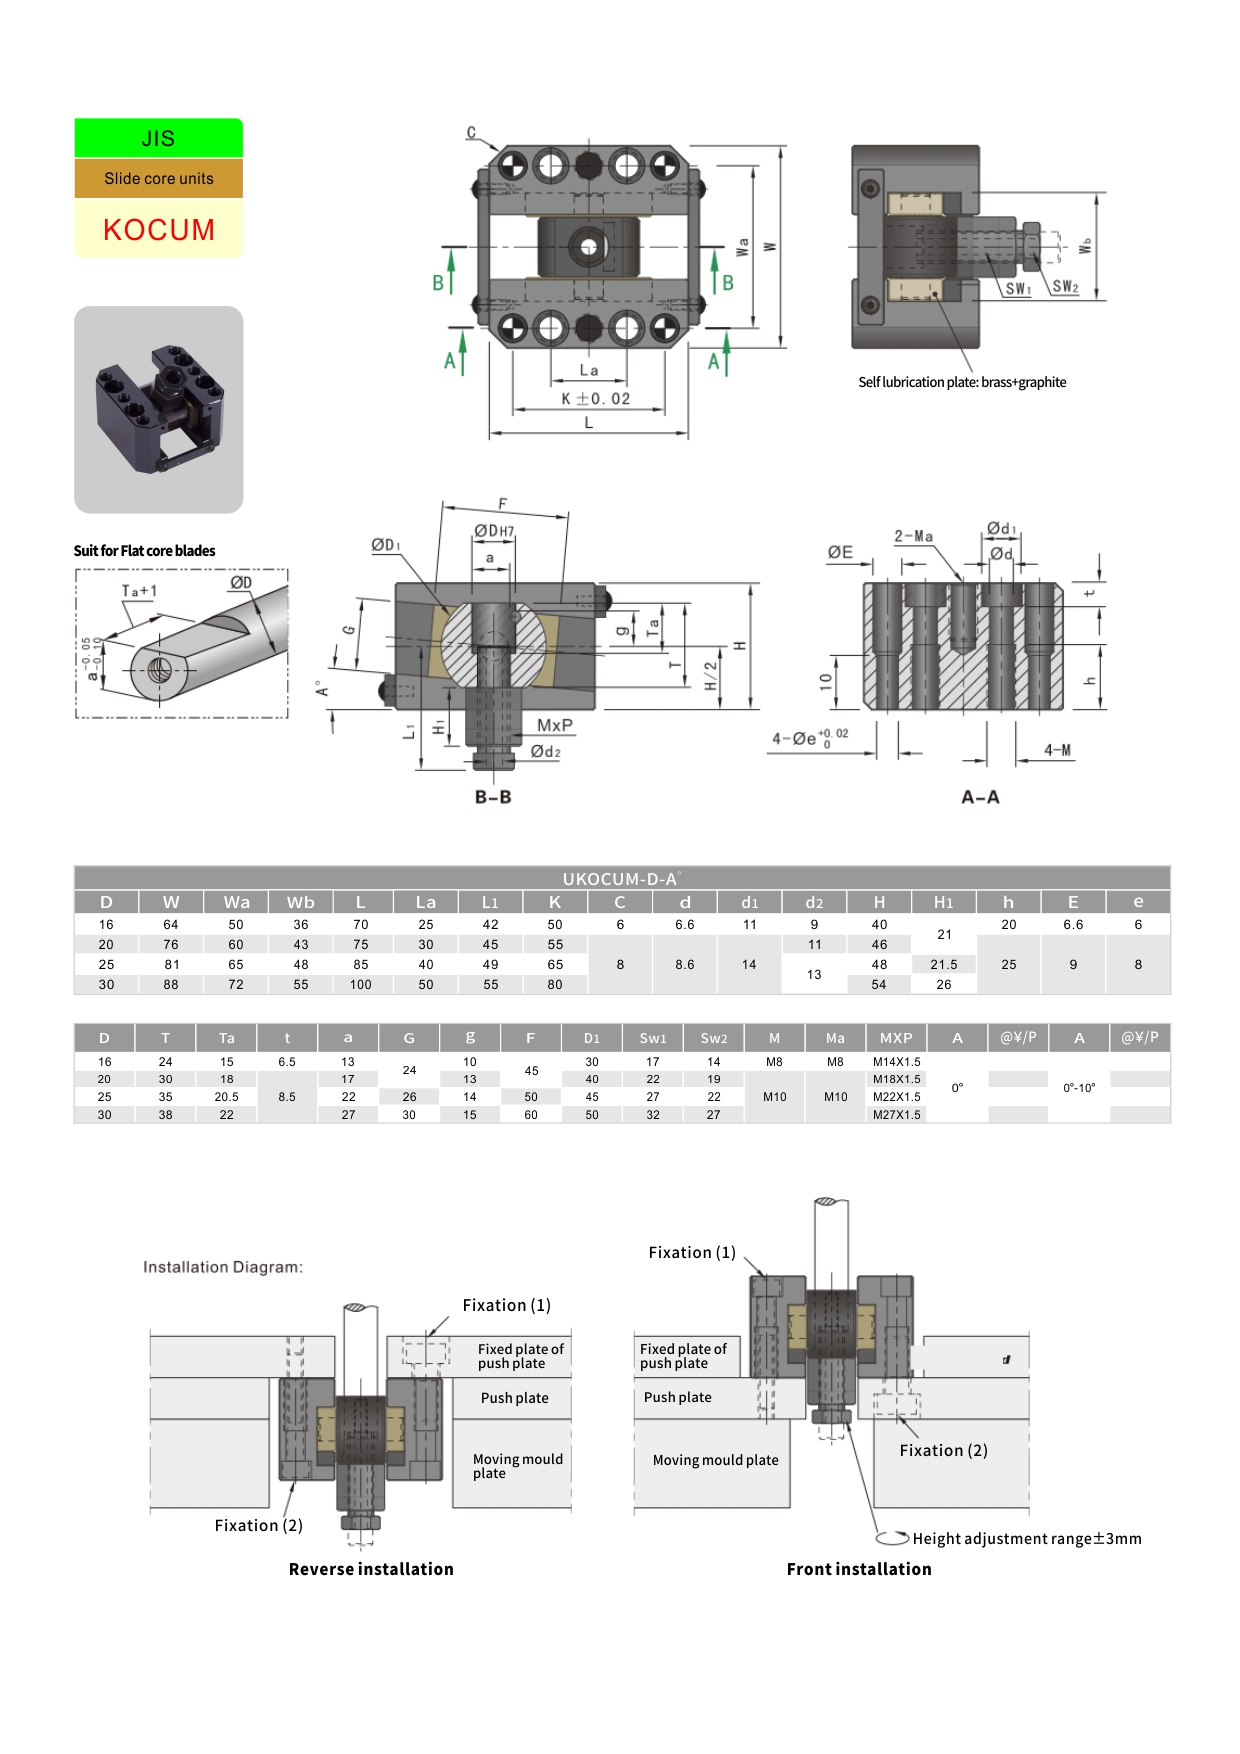 JIS
Slide core units
KOCUM
C
B
B
A
A
Wa
W
La
K ±0.02
L
Wb
SW1
SW2
Self lubrication plate: brass+graphite
Suit for Flat core blades
Ta+1
ØD
a-0.05
-0.10
F
ØDH7
ØD1
a
G
A°
g
Ta
T
H/2
H
L1
H1
MxP
Ød2
B-B
2-Ma
Ød1
Ød
ØE
t
h
10
4-Øe+0.02
0
4-M
A-A
UKOCUM-D-A°
D W Wa Wb L La L1 K C d d1 d2 H H1 h E e
16 64 50 36 70 25 42 50 6 6.6 11 9 40 21 20 6.6 6
20 76 60 43 75 30 45 55 8 8.6 14 11 46 25 9 8
25 81 65 48 85 40 49 65 13 48 21.5
30 88 72 55 100 50 55 80 54 26
D T Ta t a G g F D1 Sw1 Sw2 M Ma MXP A @¥/P A @¥/P
16 24 15 6.5 13 24 10 45 30 17 14 M8 M8 M14X1.5 0° 0°-10°
20 30 18 8.5 17 13 40 22 19 M10 M10 M18X1.5
25 35 20.5 22 26 14 50 45 27 22 M22X1.5
30 38 22 27 30 15 60 50 32 27 M27X1.5
Installation Diagram:
Fixation (1)
Fixed plate of
push plate
Push plate
Moving mould
plate
Fixation (2)
Reverse installation
Fixation (1)
Fixed plate of
push plate
Push plate
Moving mould plate
Fixation (2)
Height adjustment range±3mm
Front installation